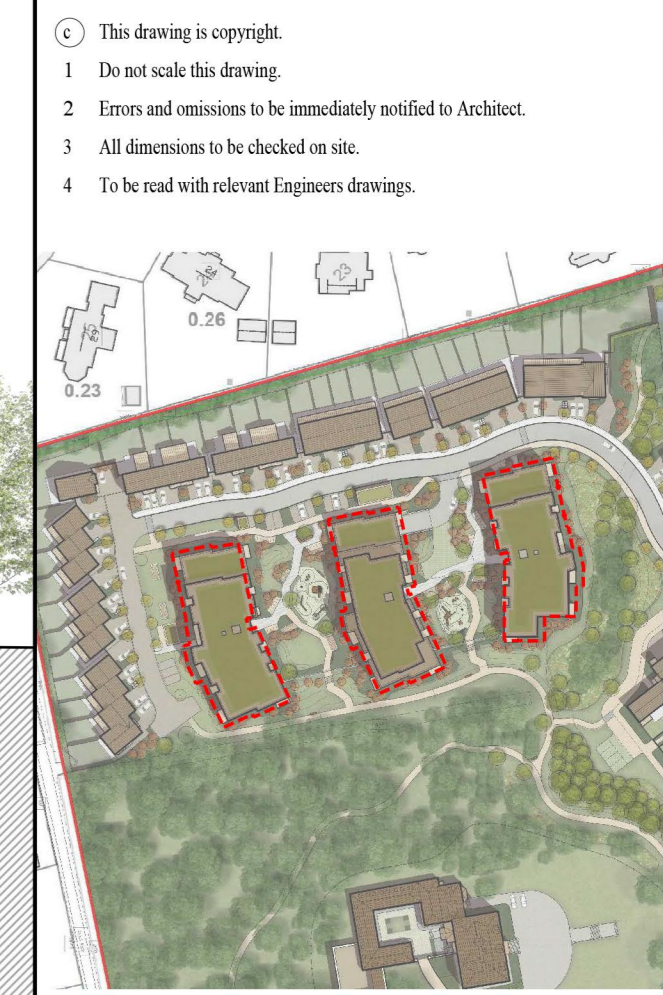 c This drawing is copyright.
1 Do not scale this drawing.
2 Errors and omissions to be immediately notified to Architect.
3 All dimensions to be checked on site.
4 To be read with relevant Engineers drawings.
24
23
0.26
29
0.23